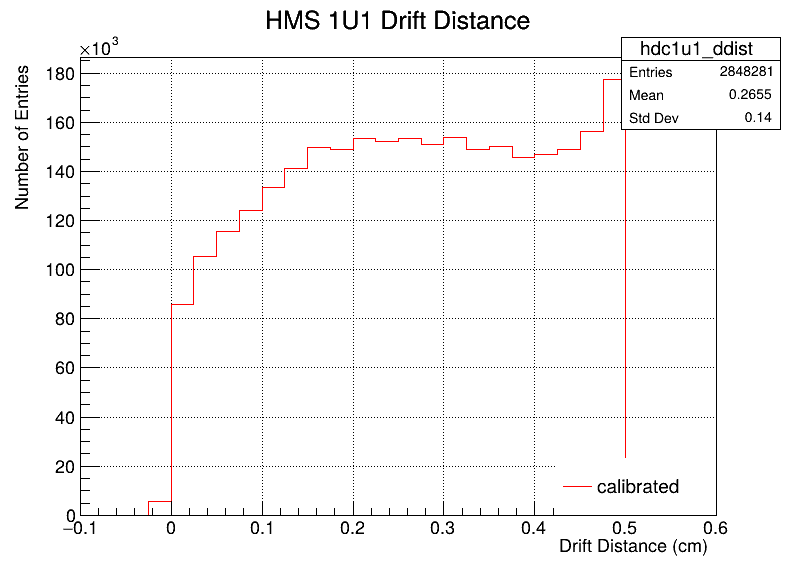 HMS 1U1 Drift Distance
×10³
hdc1u1_ddist
Entries 2848281
Mean 0.2655
Std Dev 0.14
Number of Entries
180
160
140
120
100
80
60
40
20
0
calibrated
−0.1 0 0.1 0.2 0.3 0.4 0.5 0.6
Drift Distance (cm)